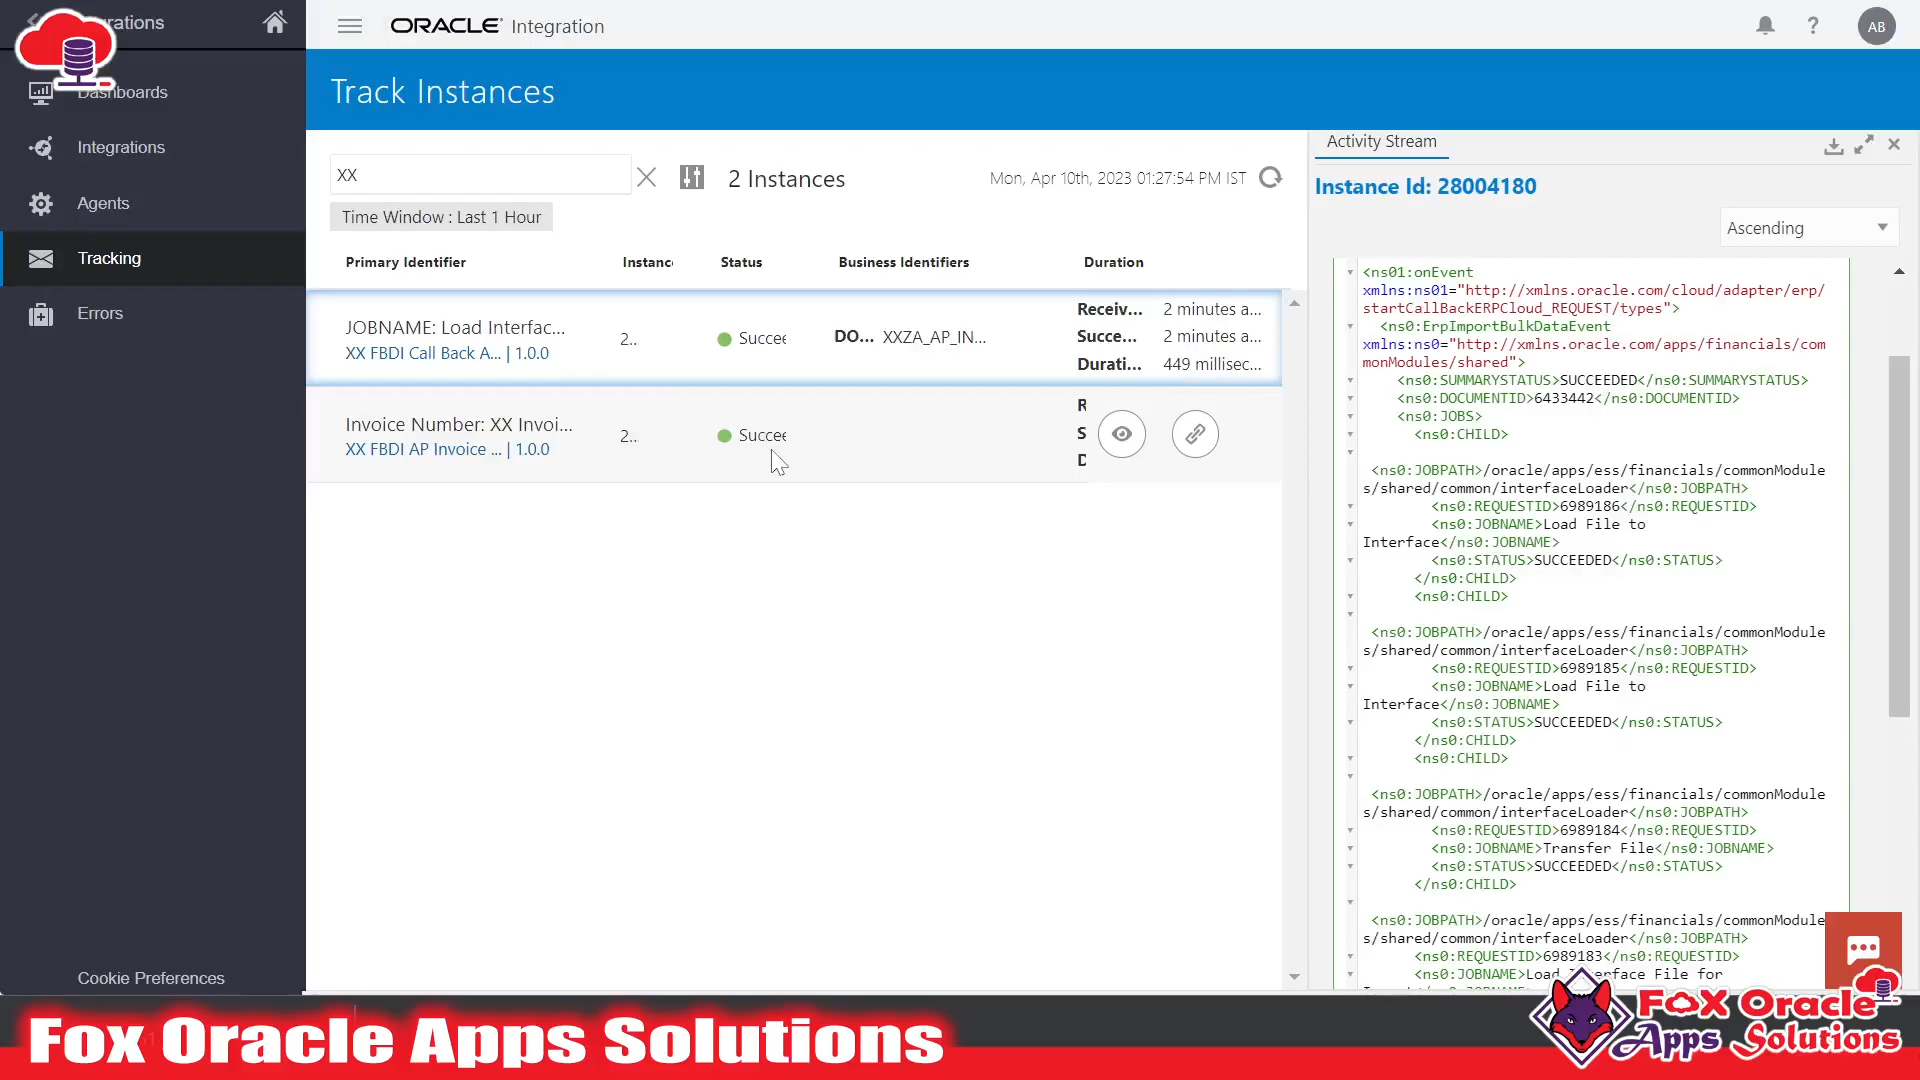 rations
Dashboards
Integrations
Agents
Tracking
Errors
Cookie Preferences
ORACLE Integration
AB
Track Instances
XX
2 Instances
Mon, Apr 10th, 2023 01:27:54 PM IST
Time Window : Last 1 Hour
Primary Identifier
Instanc
Status
Business Identifiers
Duration
JOBNAME: Load Interfac...
XX FBDI Call Back A... | 1.0.0
2..
Succee
DO... XXZA_AP_IN...
Receiv... 2 minutes a...
Succe... 2 minutes a...
Durati... 449 millisec...
Invoice Number: XX Invoi...
XX FBDI AP Invoice ... | 1.0.0
2..
Succee
R
S
D
Activity Stream
Instance Id: 28004180
Ascending
<ns01:onEvent
xmlns:ns01="http://xmlns.oracle.com/cloud/adapter/erp/
startCallBackERPCloud_REQUEST/types">
<ns0:ErpImportBulkDataEvent
xmlns:ns0="http://xmlns.oracle.com/apps/financials/com
monModules/shared">
<ns0:SUMMARYSTATUS>SUCCEEDED</ns0:SUMMARYSTATUS>
<ns0:DOCUMENTID>6433442</ns0:DOCUMENTID>
<ns0:JOBS>
<ns0:CHILD>
<ns0:JOBPATH>/oracle/apps/ess/financials/commonModule
s/shared/common/interfaceLoader</ns0:JOBPATH>
<ns0:REQUESTID>6989186</ns0:REQUESTID>
<ns0:JOBNAME>Load File to
Interface</ns0:JOBNAME>
<ns0:STATUS>SUCCEEDED</ns0:STATUS>
</ns0:CHILD>
<ns0:CHILD>
<ns0:JOBPATH>/oracle/apps/ess/financials/commonModule
s/shared/common/interfaceLoader</ns0:JOBPATH>
<ns0:REQUESTID>6989185</ns0:REQUESTID>
<ns0:JOBNAME>Load File to
Interface</ns0:JOBNAME>
<ns0:STATUS>SUCCEEDED</ns0:STATUS>
</ns0:CHILD>
<ns0:CHILD>
<ns0:JOBPATH>/oracle/apps/ess/financials/commonModule
s/shared/common/interfaceLoader</ns0:JOBPATH>
<ns0:REQUESTID>6989184</ns0:REQUESTID>
<ns0:JOBNAME>Transfer File</ns0:JOBNAME>
<ns0:STATUS>SUCCEEDED</ns0:STATUS>
</ns0:CHILD>
<ns0:JOBPATH>/oracle/apps/ess/financials/commonModule
s/shared/common/interfaceLoader</ns0:JOBPATH>
<ns0:REQUESTID>6989183</ns0:REQUESTID>
<ns0:JOBNAME>Load Interface File for
Fox Oracle Apps Solutions
Fox Oracle
Apps Solutions